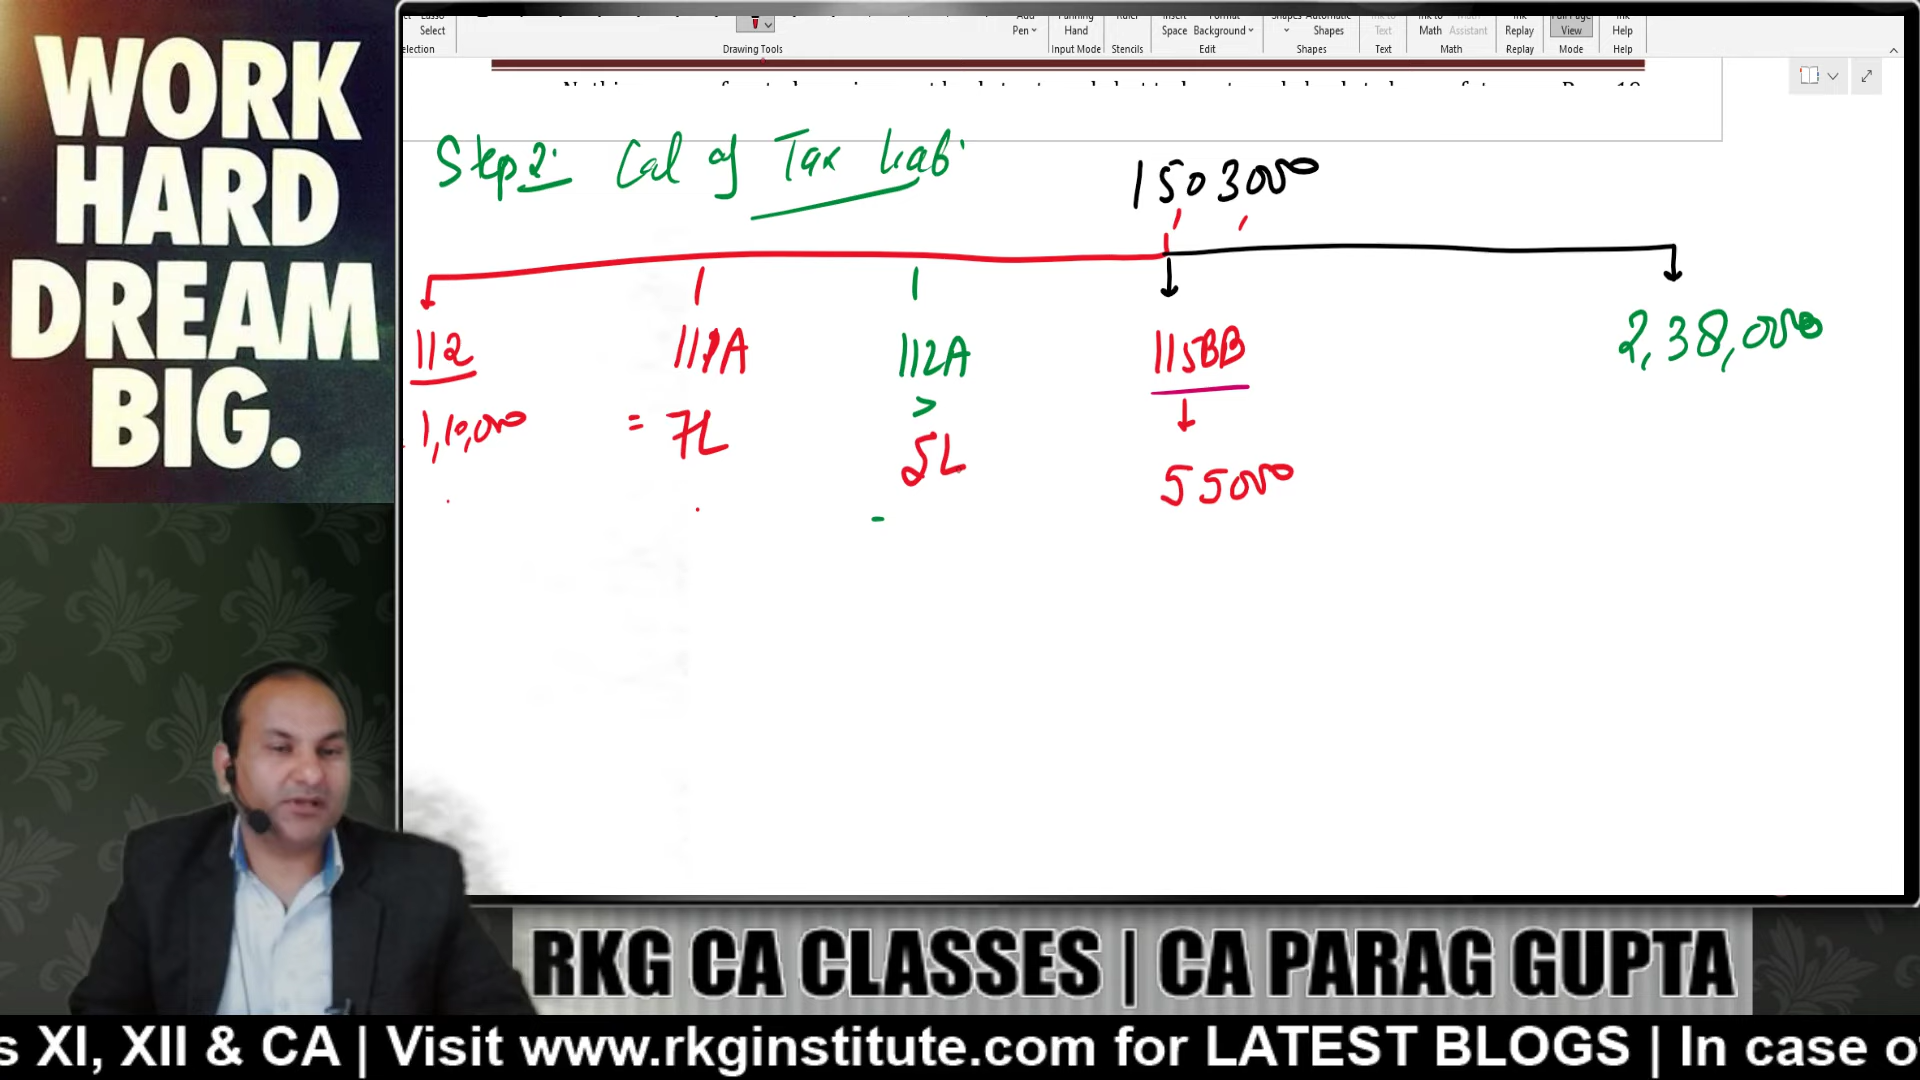 WORK
HARD
DREAM
BIG.
Select
Pen
Hand
Space Background
Shapes
Text
Math Assistant
Replay
View
Help
Drawing Tools
Input Mode
Stencils
Edit
Shapes
Text
Math
Replay
Mode
Help
Step 2: Cal of Tax Liab.
1503000
112
111A
112A
115BB
2,38,000
1,10,000
= 7L
>
5L
55000
RKG CA CLASSES | CA PARAG GUPTA
s XI, XII & CA | Visit www.rkginstitute.com for LATEST BLOGS | In case o